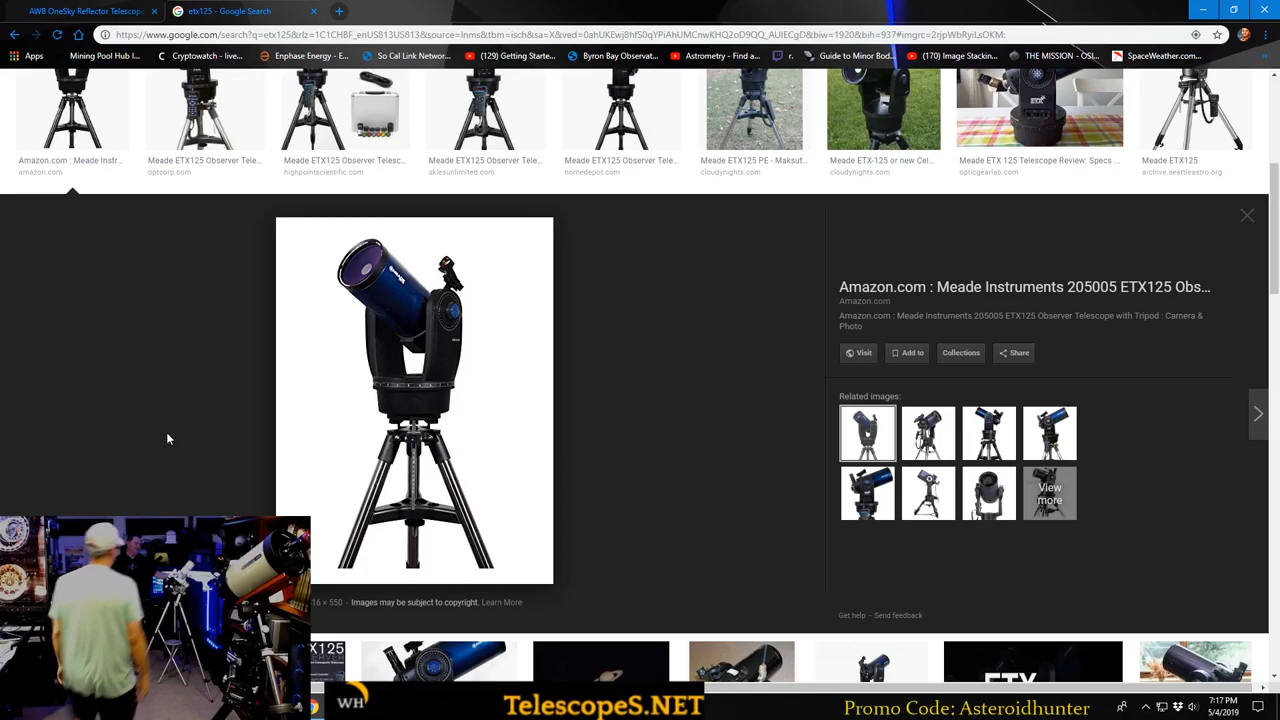 AWB OneSky Reflector Telescop
etx125 - Google Search
https://www.google.com/search?q=etx125&rlz=1C1CHBF_enUS813US813&source=lnms&tbm=isch&sa=X&ved=0ahUKEwj8hfS0qYPiAhUMCnwKHQ2oD9QQ_AUIECgD&biw=1920&bih=937#imgrc=2rjpWbRyiLsOKM:
Apps Mining Pool Hub I... Cryptowatch - live... Enphase Energy - E... So Cal Link_Networ... (129) Getting Starte... Byron Bay Observat... Astrometry - Find a... r. Guide to Minor Bod... (170) Image Stackin... THE MISSION - OSI... SpaceWeather.com...
Amazon.com : Meade Instr... Meade ETX125 Observer Tele... Meade ETX125 Observer Telesc... Meade ETX125 Observer Tele... Meade ETX125 Observer Tele... Meade ETX125 PE - Maksut... Meade ETX-125 or new Cel... Meade ETX 125 Telescope Review: Specs ... Meade ETX125
amazon.com optcorp.com highpointscientific.com skiesunlimited.com homedepot.com cloudynights.com cloudynights.com opticgearlab.com archive.seattleastro.org
Amazon.com : Meade Instruments 205005 ETX125 Obs...
Amazon.com
Amazon.com : Meade Instruments 205005 ETX125 Observer Telescope with Tripod : Camera &
Photo
Visit Add to Collections Share
Related images:
View
more
16 × 550 - Images may be subject to copyright. Learn More
Get help - Send feedback
X125
ETX
WH
TelescopeS.NET
Promo Code: Asteroidhunter
7:17 PM
5/4/2019